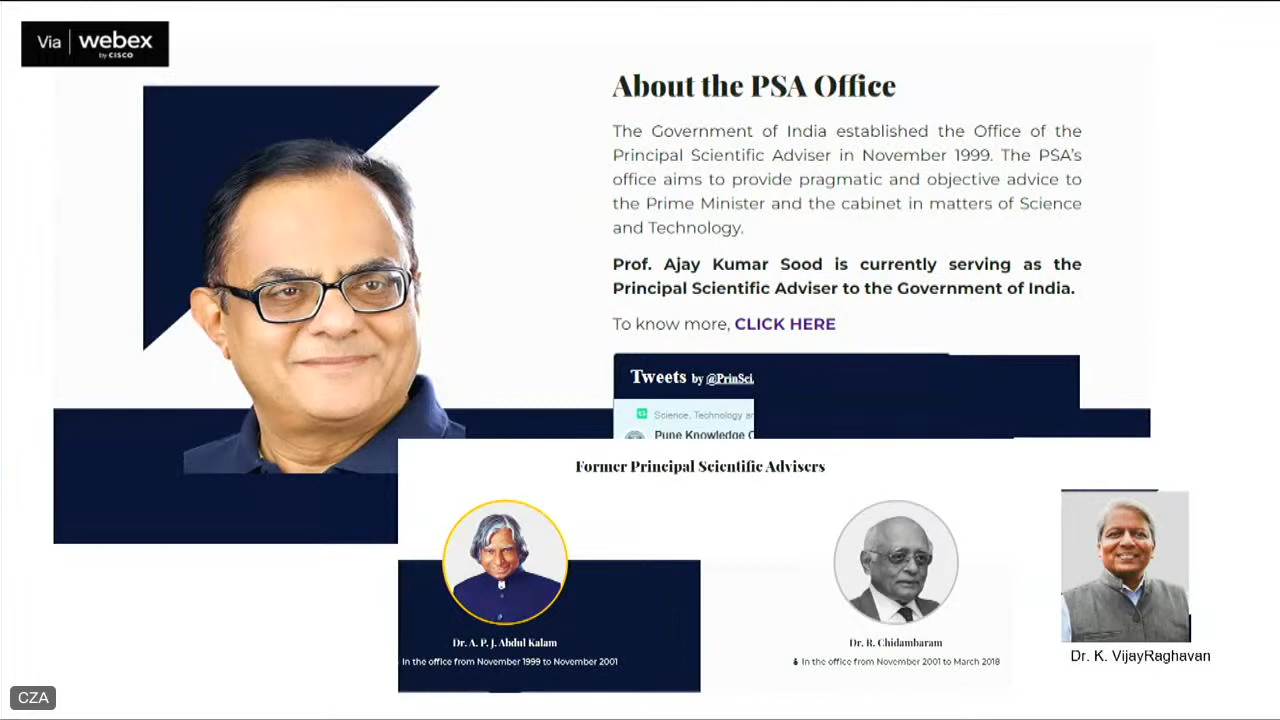 Via webex
by CISCO
About the PSA Office
The Government of India established the Office of the
Principal Scientific Adviser in November 1999. The PSA's
office aims to provide pragmatic and objective advice to
the Prime Minister and the cabinet in matters of Science
and Technology.
Prof. Ajay Kumar Sood is currently serving as the
Principal Scientific Adviser to the Government of India.
To know more, CLICK HERE
Tweets by @PrinSci.
Science, Technology
Pune Knowledge
Former Principal Scientific Advisers
Dr. A. P. J. Abdul Kalam
In the office from November 1999 to November 2001
Dr. R. Chidambaram
In the office from November 2001 to March 2018
Dr. K. VijayRaghavan
CZA